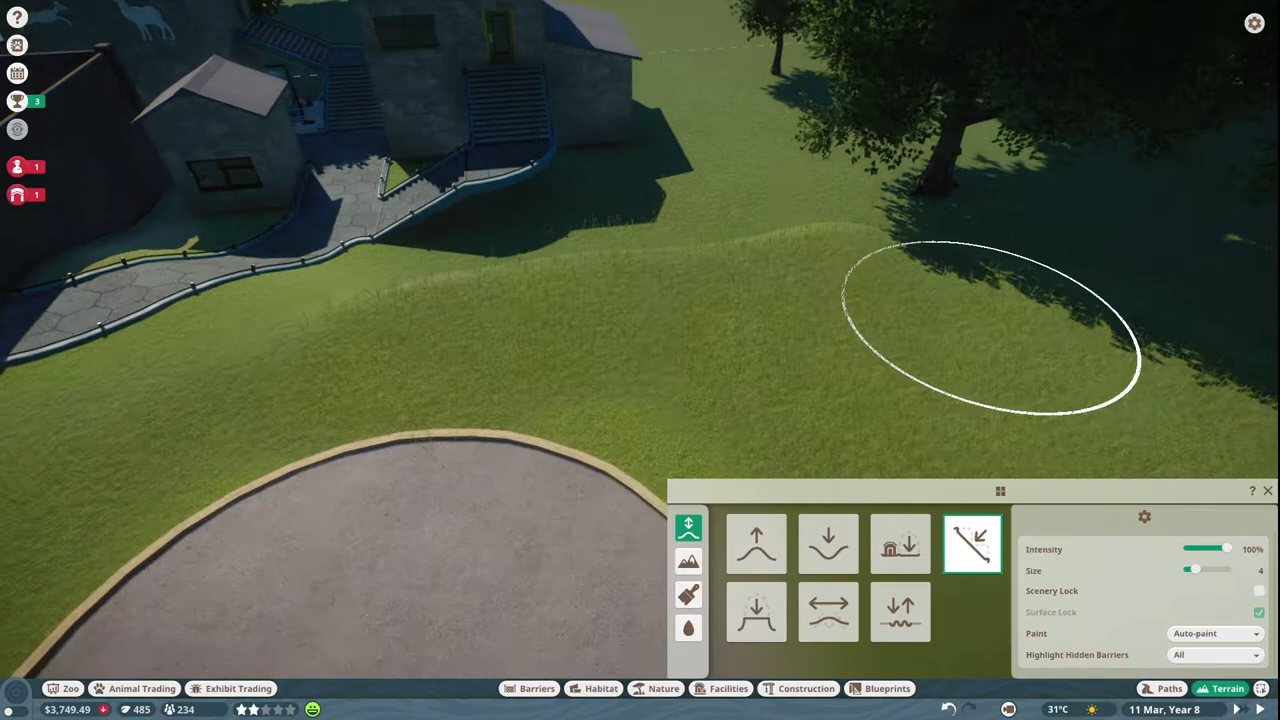 ?
3
1
1
?
Intensity 100%
Size 4
Scenery Lock
Surface Lock
Paint Auto-paint
Highlight Hidden Barriers All
Zoo Animal Trading Exhibit Trading Barriers Habitat Nature Facilities Construction Blueprints Paths Terrain
$3,749.49 485 234 31°C 11 Mar, Year 8